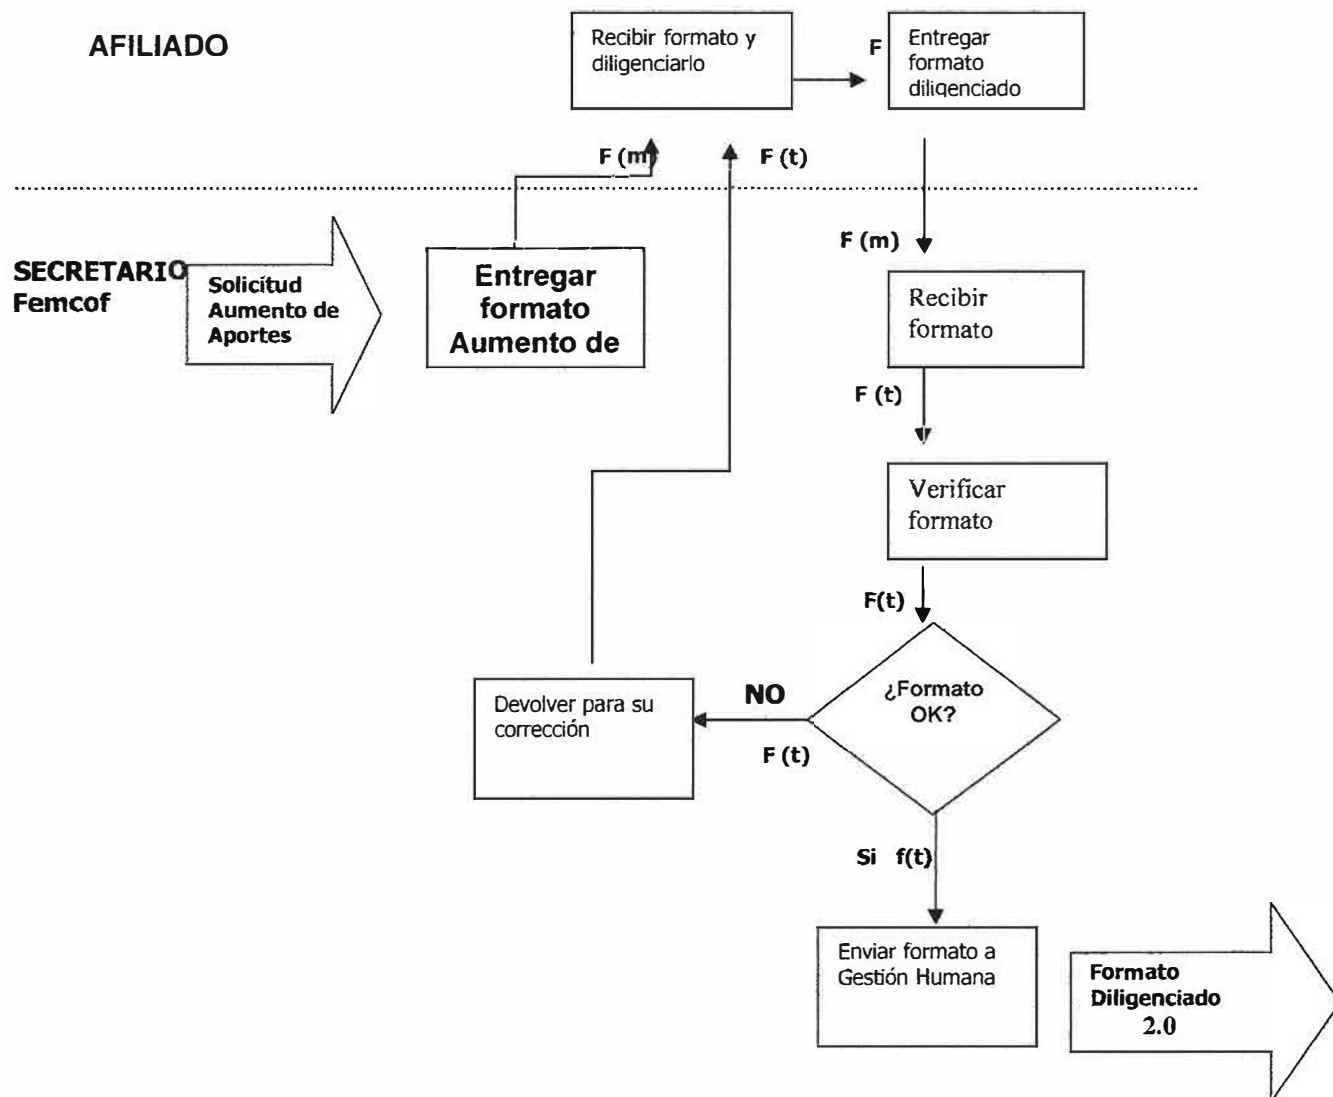 AFILIADO
Recibir formato y
diligenciarlo
F
Entregar
formato
diligenciado
F (m)
F (t)
F (m)
SECRETARIO
Femcof
Solicitud
Aumento de
Aportes
Entregar
formato
Aumento de
Recibir
formato
F (t)
Verificar
formato
F(t)
¿Formato
OK?
NO
F (t)
Devolver para su
corrección
Si f(t)
Enviar formato a
Gestión Humana
Formato
Diligenciado
2.0